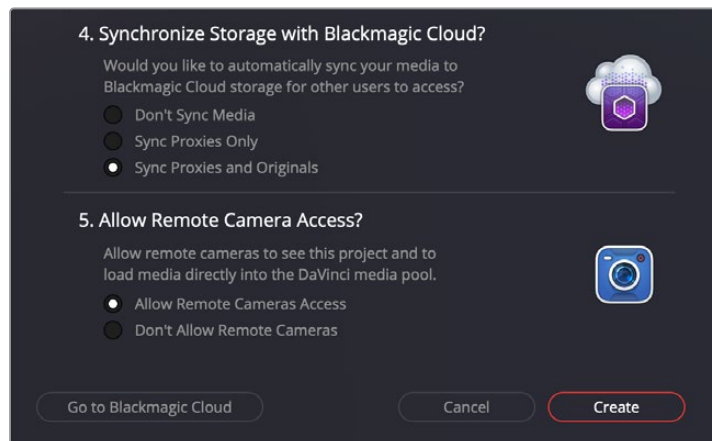 4. Synchronize Storage with Blackmagic Cloud?
Would you like to automatically sync your media to
Blackmagic Cloud storage for other users to access?
Don't Sync Media
Sync Proxies Only
Sync Proxies and Originals
5. Allow Remote Camera Access?
Allow remote cameras to see this project and to
load media directly into the DaVinci media pool.
Allow Remote Cameras Access
Don't Allow Remote Cameras
Go to Blackmagic Cloud
Cancel
Create